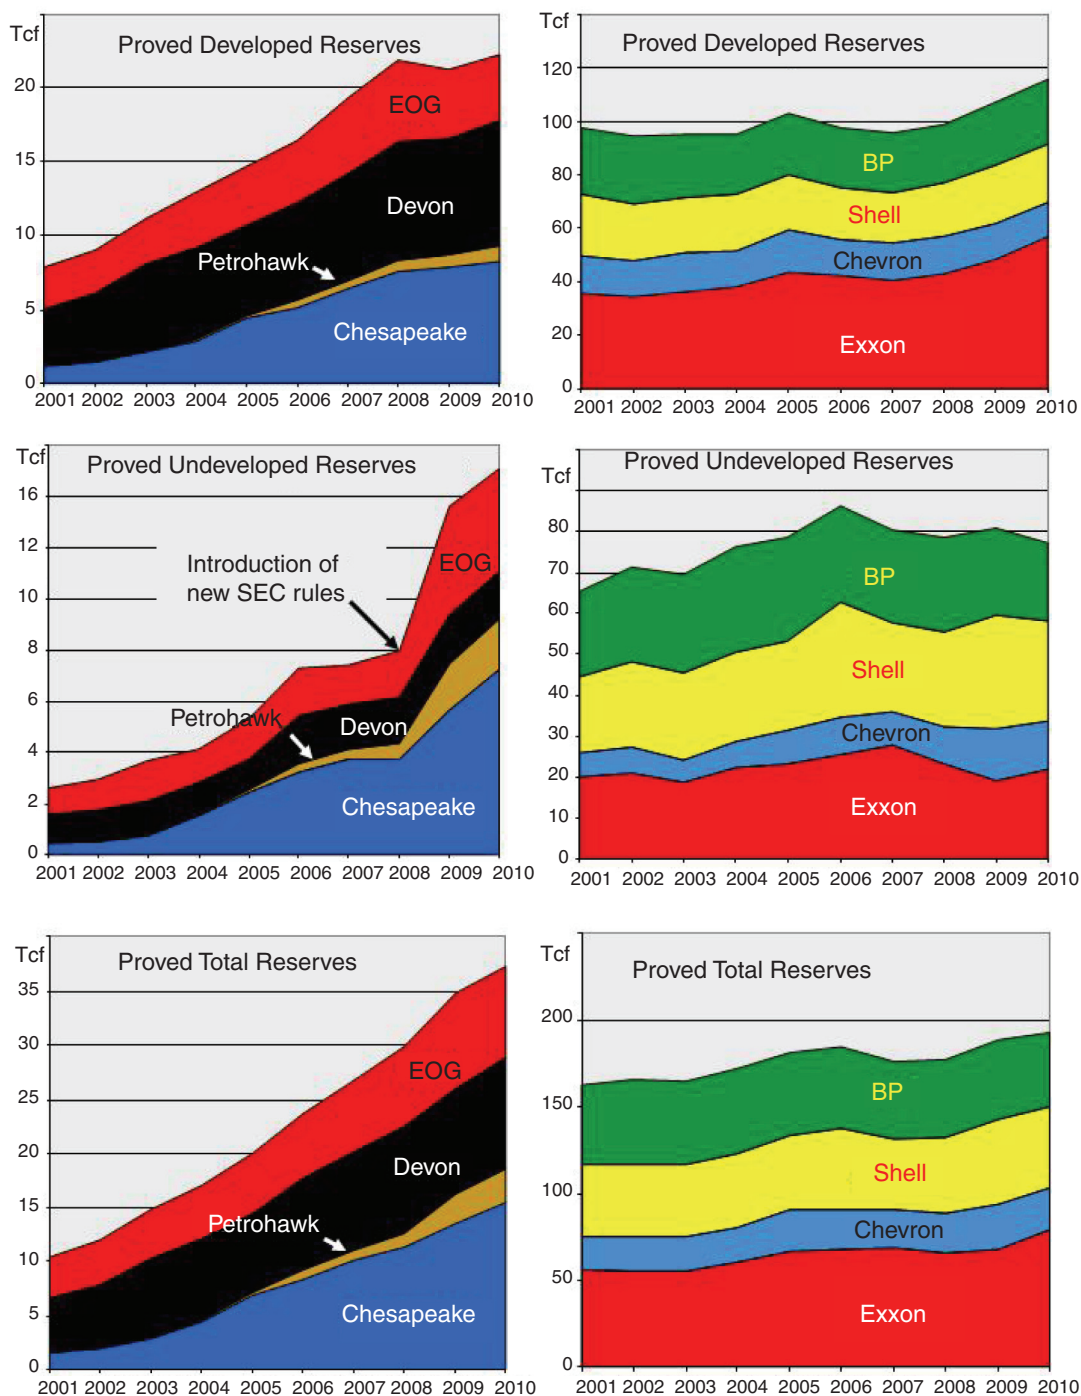 Tcf
Proved Developed Reserves
20
15
10
5
0
EOG
Devon
Petrohawk
Chesapeake
2001 2002 2003 2004 2005 2006 2007 2008 2009 2010
Tcf
Proved Developed Reserves
120
100
80
60
40
20
0
BP
Shell
Chevron
Exxon
2001 2002 2003 2004 2005 2006 2007 2008 2009 2010
Tcf
Proved Undeveloped Reserves
16
12
10
8
6
4
2
0
Introduction of
new SEC rules
EOG
Petrohawk
Devon
Chesapeake
2001 2002 2003 2004 2005 2006 2007 2008 2009 2010
Tcf
Proved Undeveloped Reserves
80
70
60
50
40
30
20
10
0
BP
Shell
Chevron
Exxon
2001 2002 2003 2004 2005 2006 2007 2008 2009 2010
Tcf
Proved Total Reserves
35
30
25
20
15
10
5
0
EOG
Devon
Petrohawk
Chesapeake
2001 2002 2003 2004 2005 2006 2007 2008 2009 2010
Tcf
Proved Total Reserves
200
150
100
50
0
BP
Shell
Chevron
Exxon
2001 2002 2003 2004 2005 2006 2007 2008 2009 2010